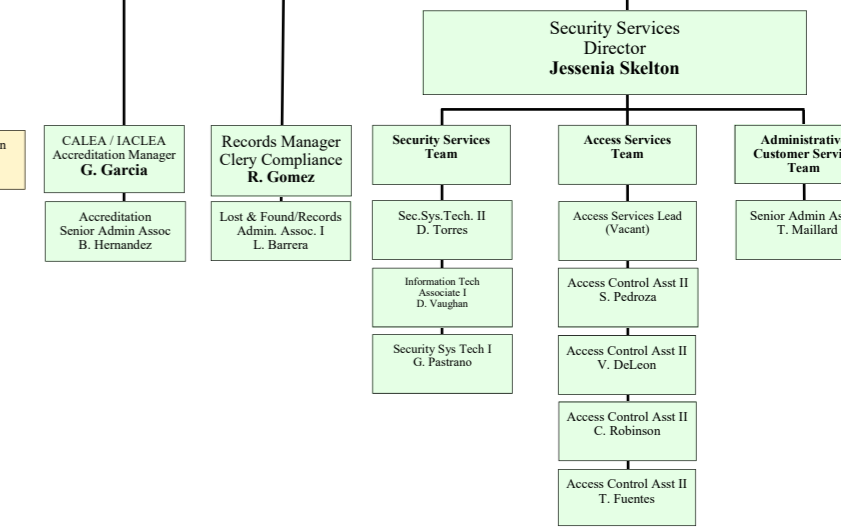 Security Services
Director
Jessenia Skelton
n
CALEA / IACLEA
Accreditation Manager
G. Garcia
Accreditation
Senior Admin Assoc
B. Hernandez
Records Manager
Clery Compliance
R. Gomez
Lost & Found/Records
Admin. Assoc. I
L. Barrera
Security Services
Team
Sec.Sys.Tech. II
D. Torres
Information Tech
Associate I
D. Vaughan
Security Sys Tech I
G. Pastrano
Access Services
Team
Access Services Lead
(Vacant)
Access Control Asst II
S. Pedroza
Access Control Asst II
V. DeLeon
Access Control Asst II
C. Robinson
Access Control Asst II
T. Fuentes
Administrativ
Customer Servi
Team
Senior Admin As
T. Maillard